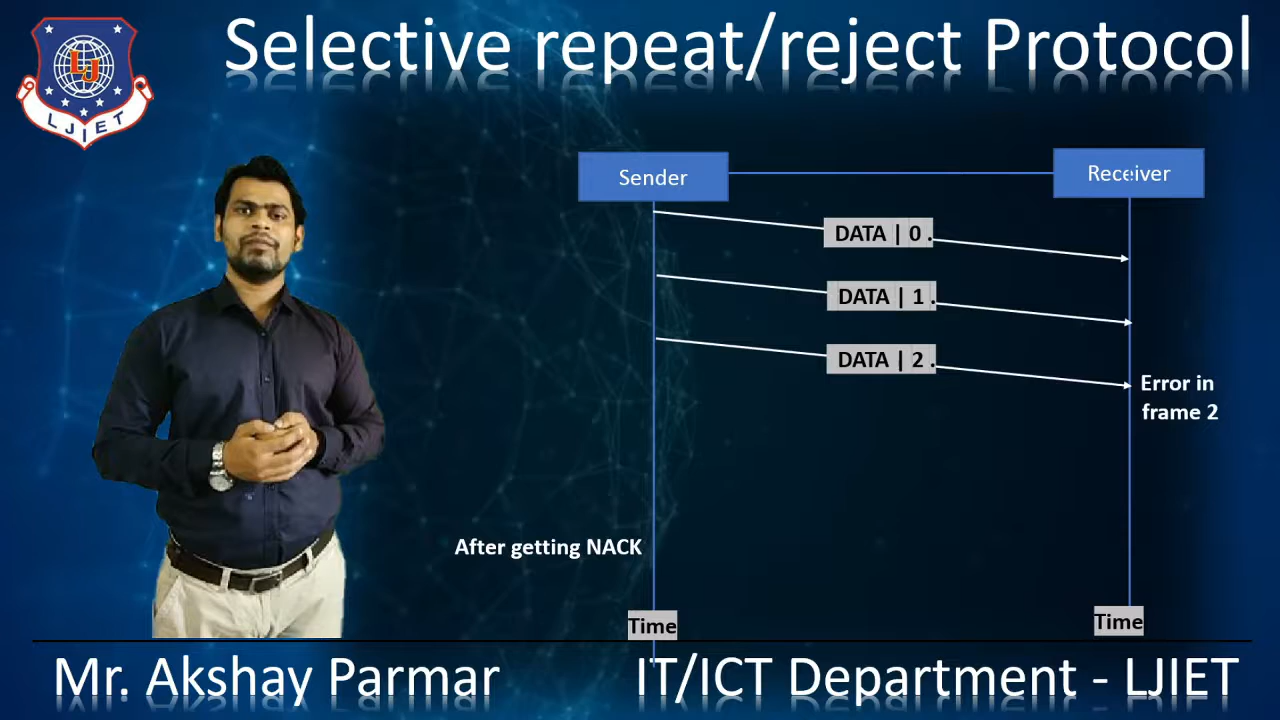 Selective repeat/reject Protocol
LJ
LJIET
Sender
Receiver
DATA | 0 .
DATA | 1 .
DATA | 2 .
Error in
frame 2
After getting NACK
Time
Time
Mr. Akshay Parmar
IT/ICT Department - LJIET